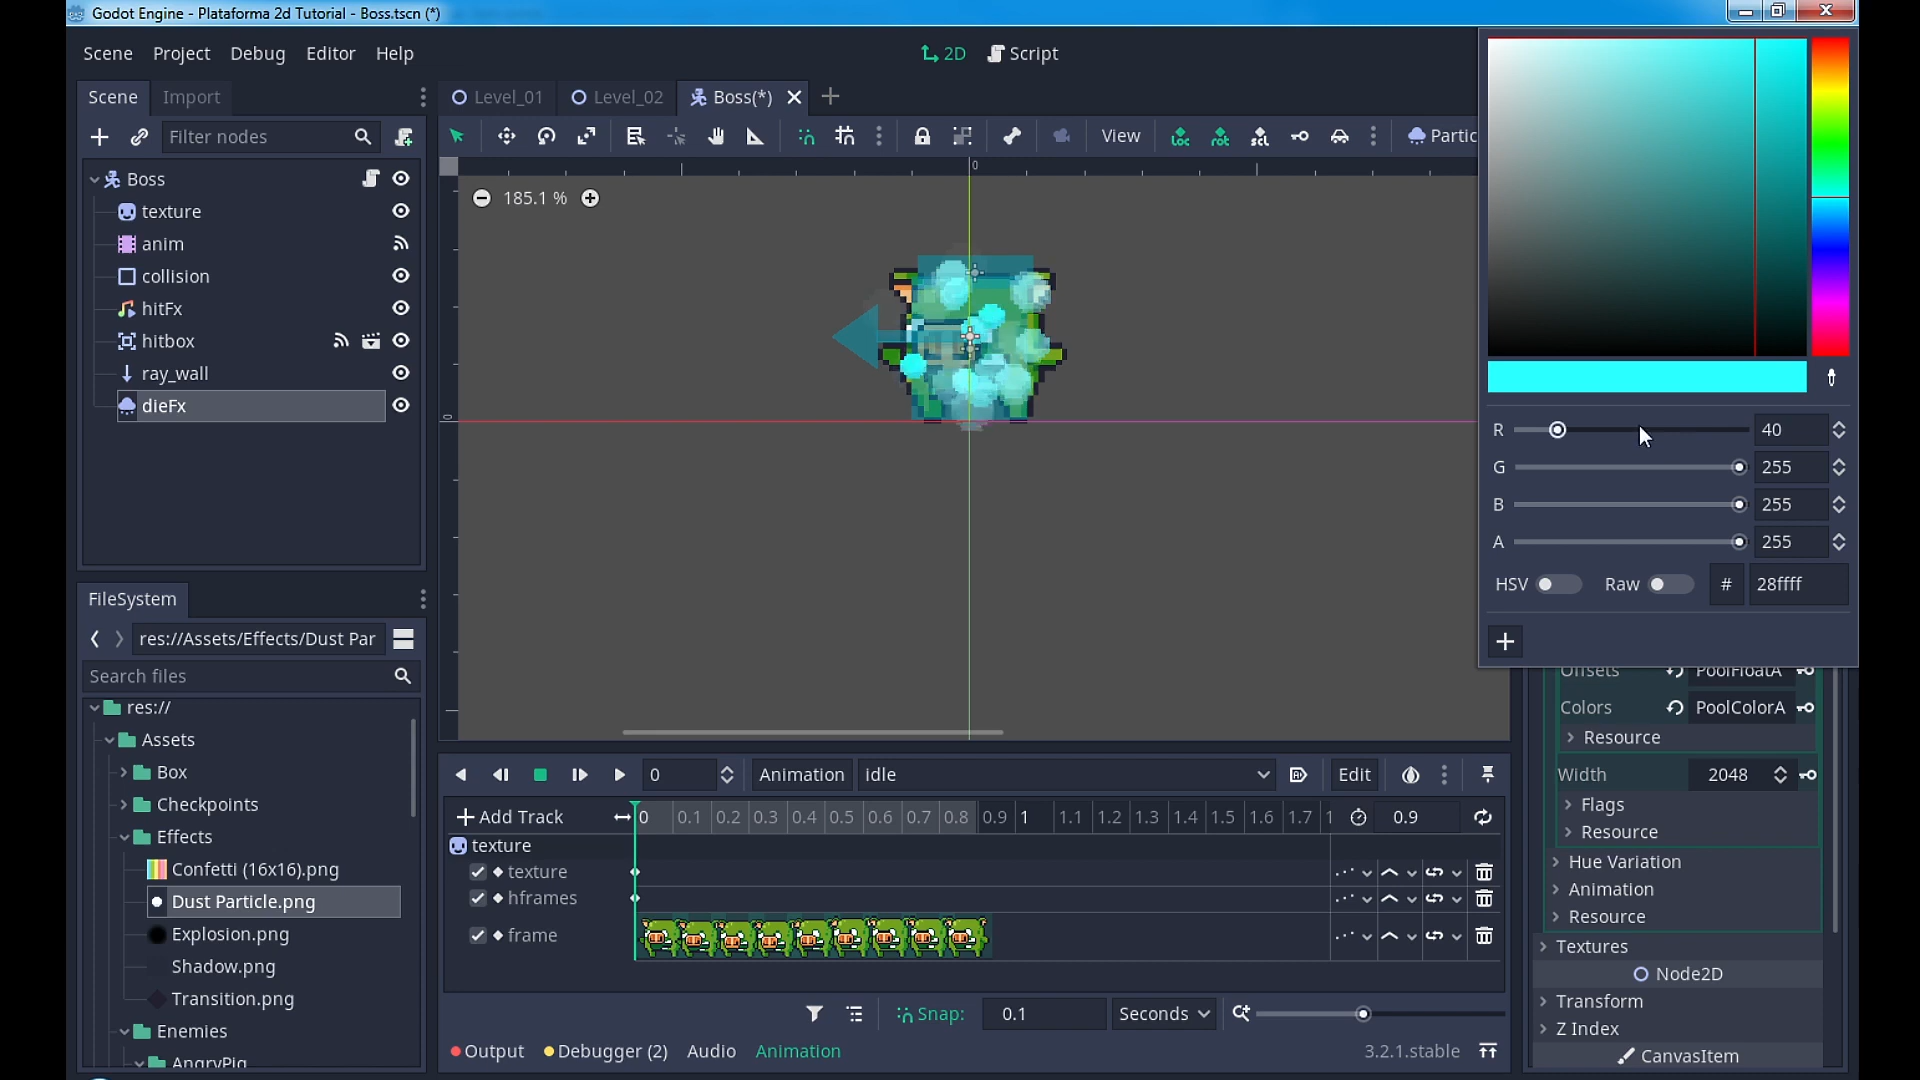 Godot Engine - Plataforma 2d Tutorial - Boss.tscn (*)
Scene Project Debug Editor Help
2D Script
Scene Import
Level_01 Level_02 Boss(*)
Filter nodes
View
Partic
185.1 %
0
0
Boss
texture
anim
collision
hitFx
hitbox
ray_wall
dieFx
R 40
G 255
B 255
A 255
HSV Raw # 28ffff
FileSystem
res://Assets/Effects/Dust Par
Search files
res://
Assets
Box
Checkpoints
Effects
Confetti (16x16).png
Dust Particle.png
Explosion.png
Shadow.png
Transition.png
Enemies
AngryPig
0 Animation idle Edit
Add Track 0 0.1 0.2 0.3 0.4 0.5 0.6 0.7 0.8 0.9 1 1.1 1.2 1.3 1.4 1.5 1.6 1.7 1 0.9
texture
texture
hframes
frame
Snap: 0.1 Seconds
Output Debugger (2) Audio Animation 3.2.1.stable
Offsets PoolFloatA
Colors PoolColorA
Resource
Width 2048
Flags
Resource
Hue Variation
Animation
Resource
Textures
Node2D
Transform
Z Index
CanvasItem